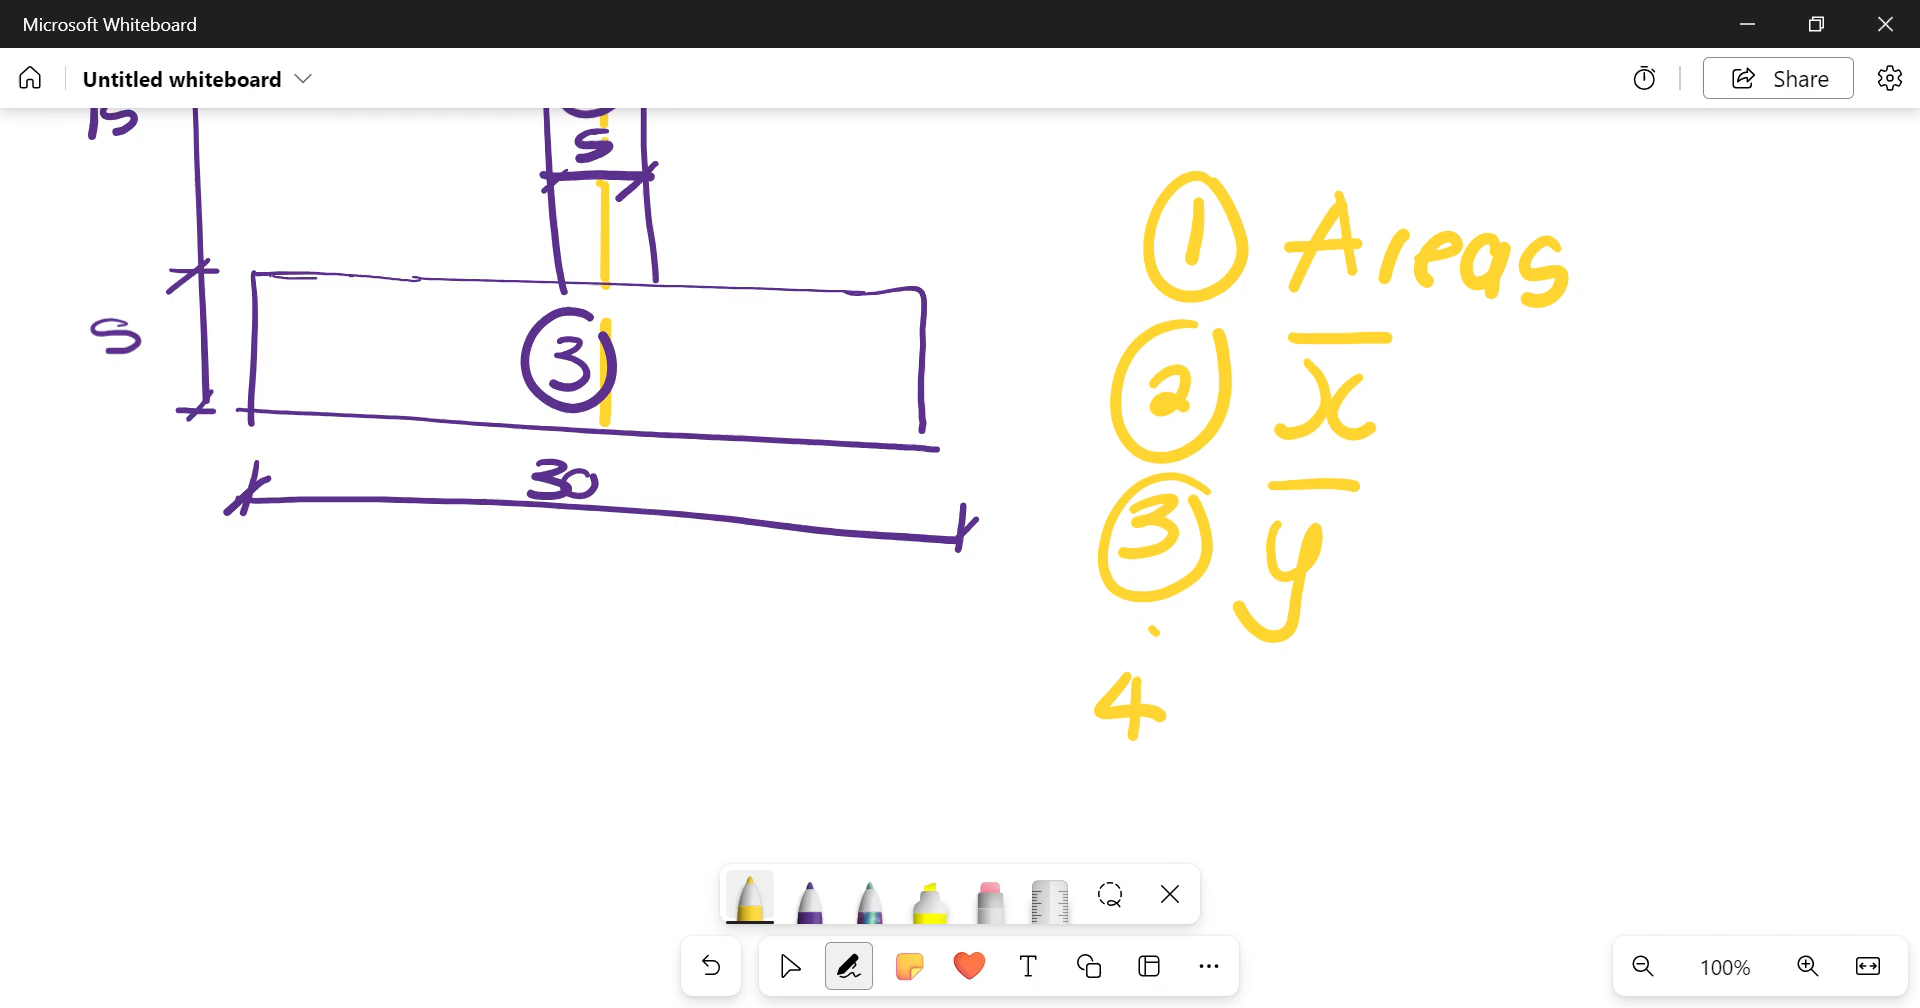 Microsoft Whiteboard
Untitled whiteboard
Share
15
5
5
3
30
1 Areas
2 x̅
3 y̅
4
T
100%